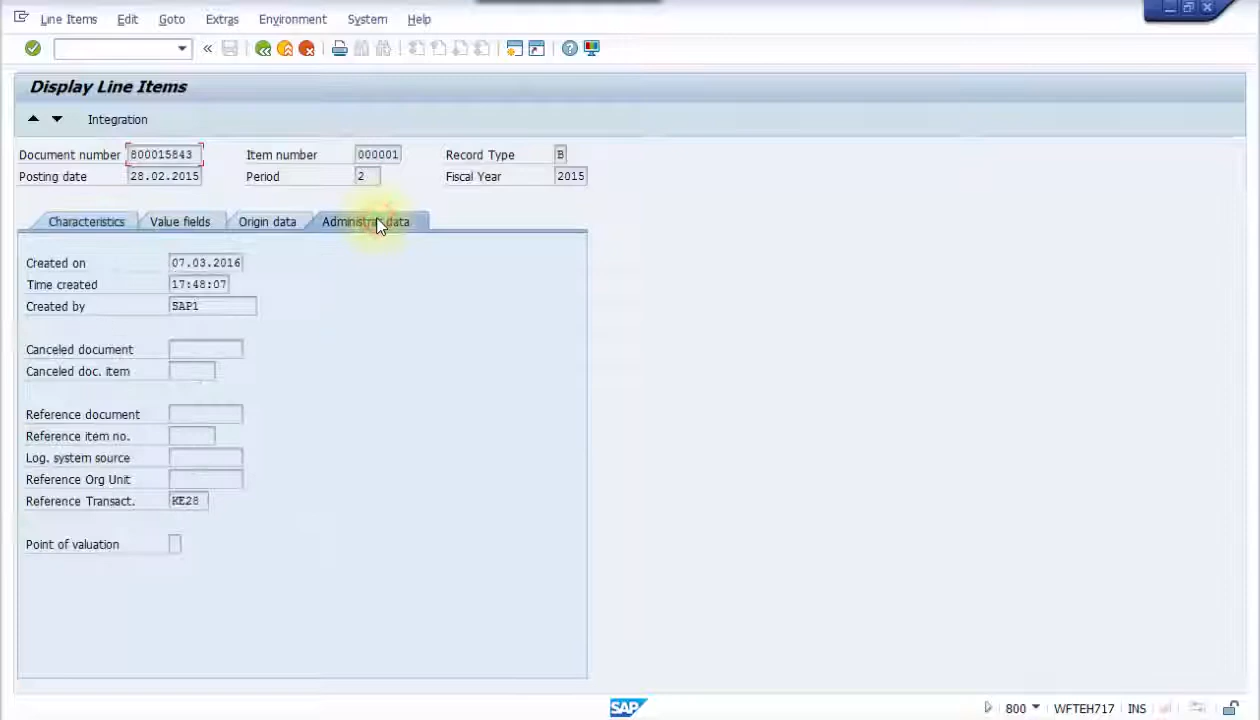 Line Items Edit Goto Extras Environment System Help
Display Line Items
Integration
Document number 800015843 Item number 000001 Record Type B
Posting date 28.02.2015 Period 2 Fiscal Year 2015
Characteristics Value fields Origin data Administrat data
Created on 07.03.2016
Time created 17:48:07
Created by SAP1
Canceled document
Canceled doc. item
Reference document
Reference item no.
Log. system source
Reference Org Unit
Reference Transact. KE28
Point of valuation
SAP 800 WFTEH717 INS